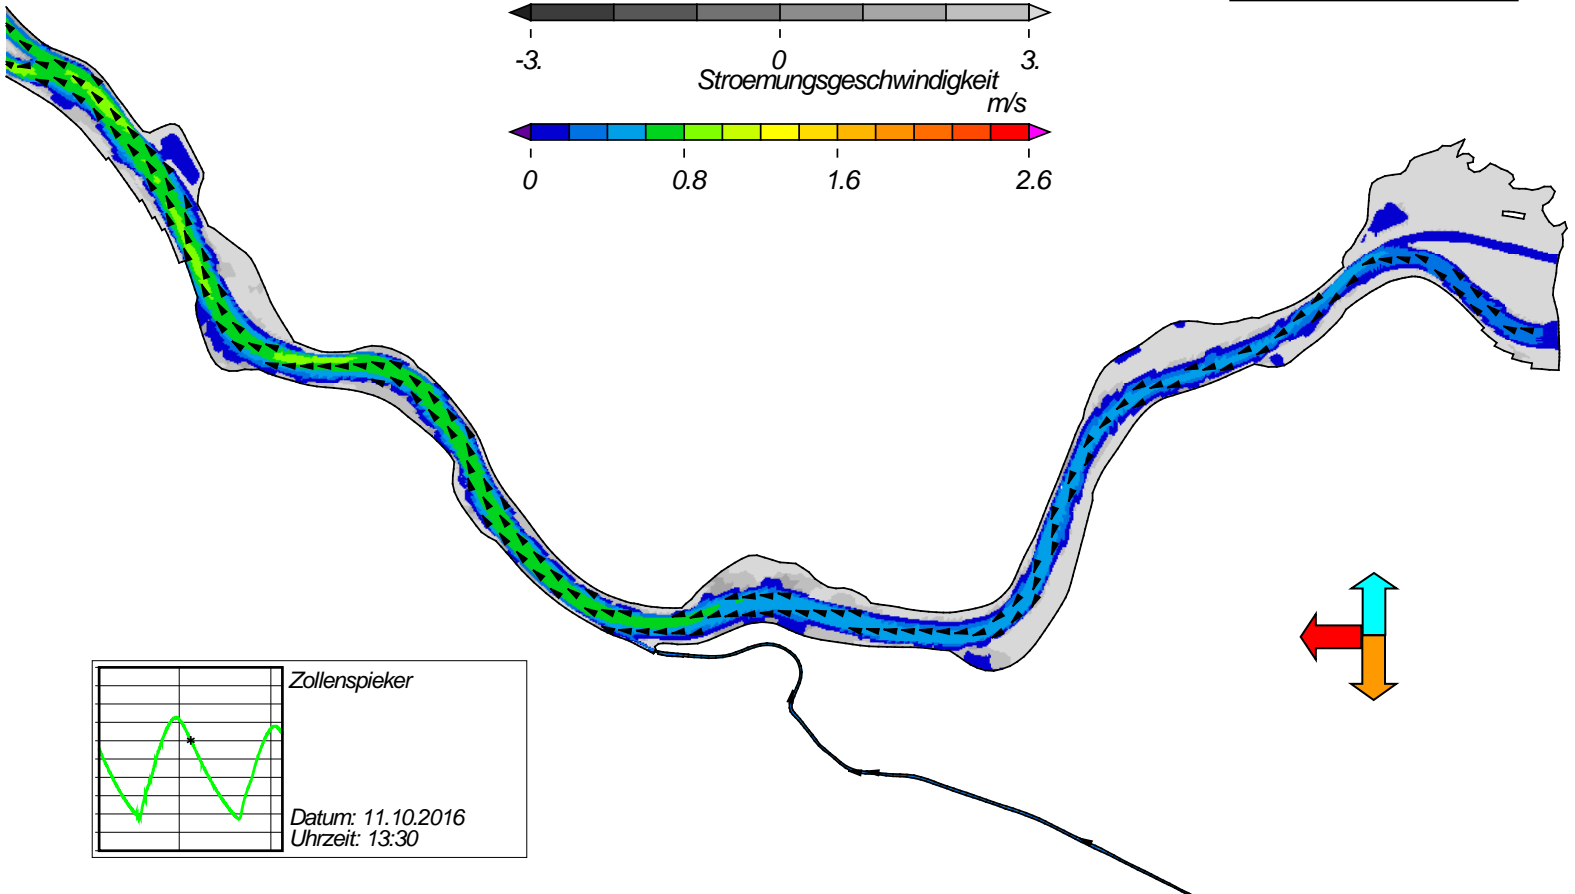 -3. 0 3.
Stroemungsgeschwindigkeit
m/s
0 0.8 1.6 2.6
Zollenspieker
Datum: 11.10.2016
Uhrzeit: 13:30